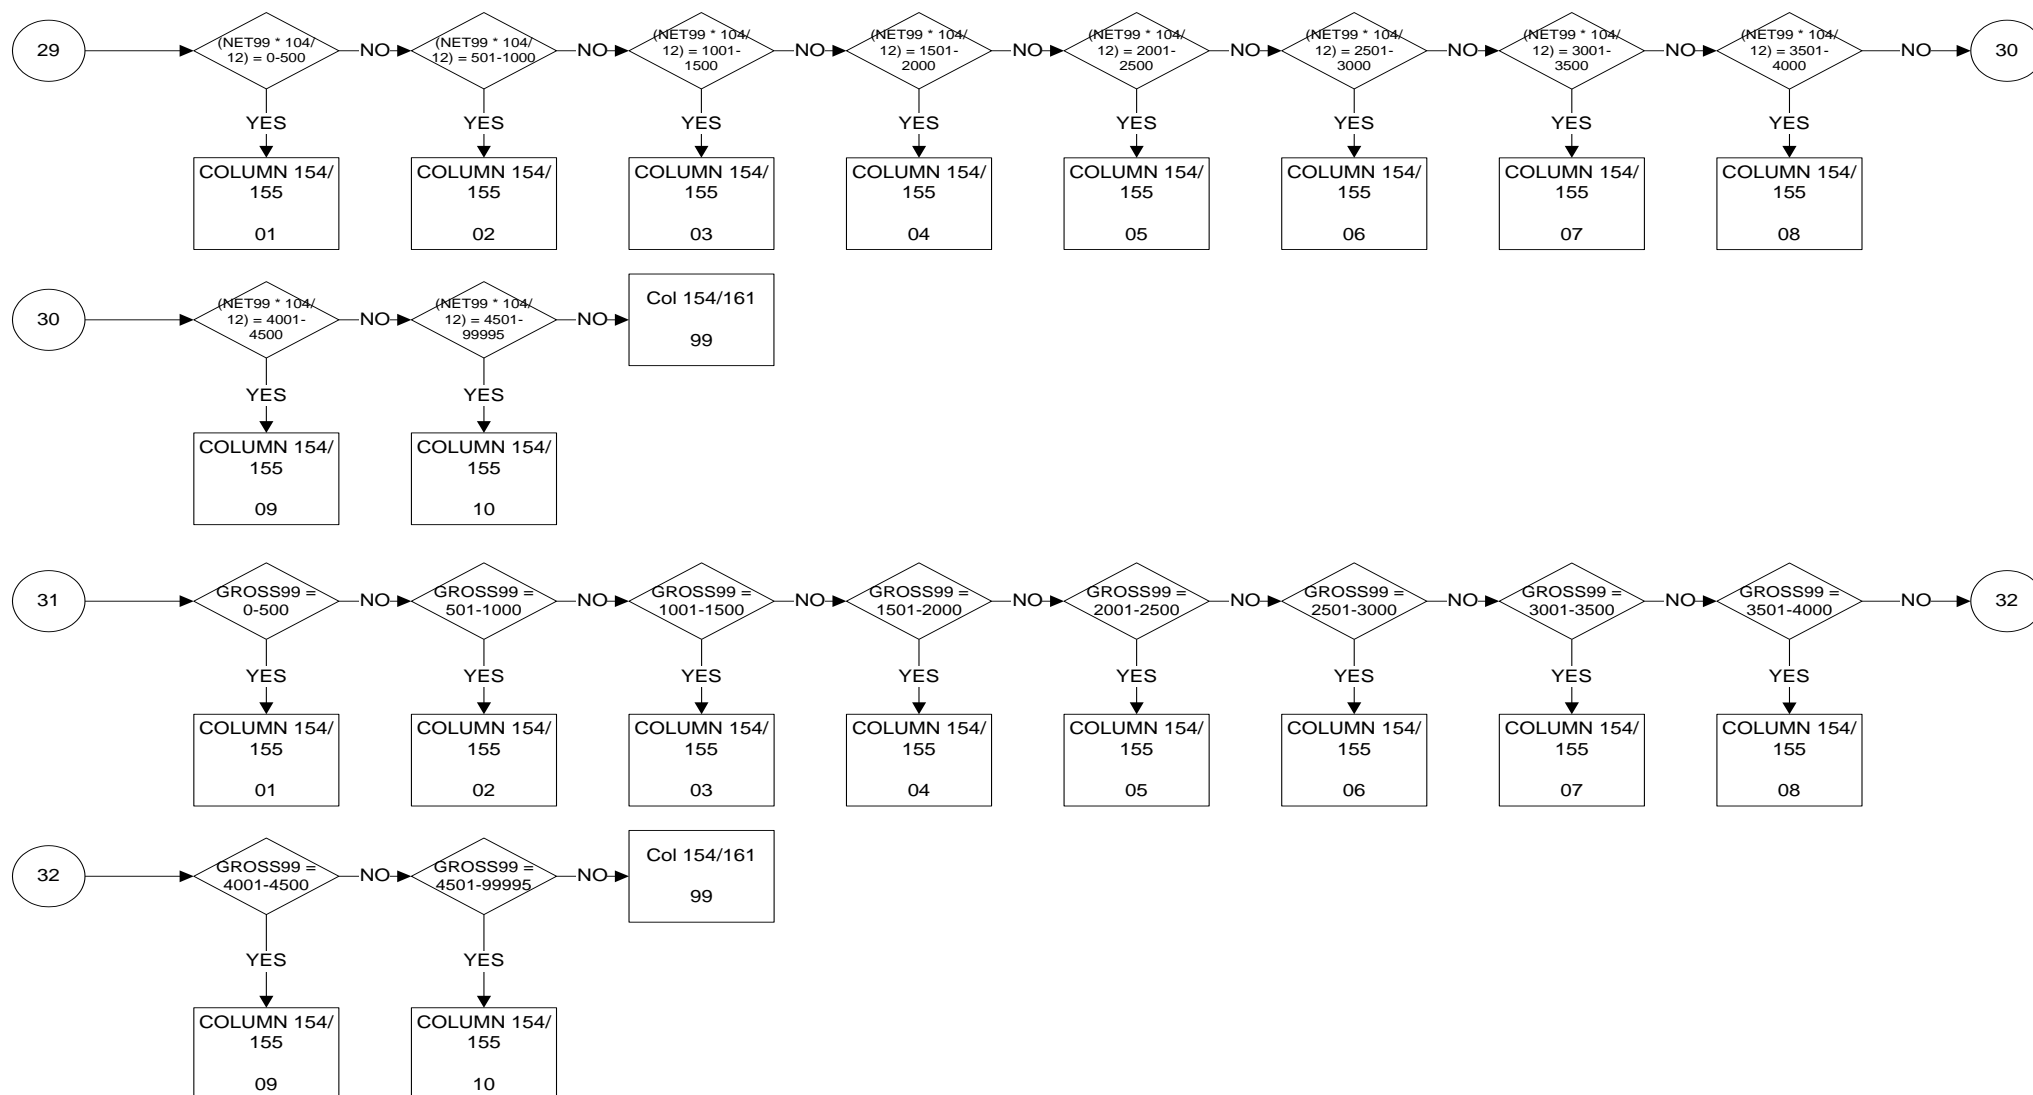 29
(NET99 * 104/
12) = 0-500
NO
(NET99 * 104/
12) = 501-1000
NO
(NET99 * 104/
12) = 1001-
1500
NO
(NET99 * 104/
12) = 1501-
2000
NO
(NET99 * 104/
12) = 2001-
2500
NO
(NET99 * 104/
12) = 2501-
3000
NO
(NET99 * 104/
12) = 3001-
3500
NO
(NET99 * 104/
12) = 3501-
4000
NO
30
YES
YES
YES
YES
YES
YES
YES
YES
COLUMN 154/
155
01
COLUMN 154/
155
02
COLUMN 154/
155
03
COLUMN 154/
155
04
COLUMN 154/
155
05
COLUMN 154/
155
06
COLUMN 154/
155
07
COLUMN 154/
155
08
30
(NET99 * 104/
12) = 4001-
4500
NO
(NET99 * 104/
12) = 4501-
99995
NO
Col 154/161
99
YES
YES
COLUMN 154/
155
09
COLUMN 154/
155
10
31
GROSS99 =
0-500
NO
GROSS99 =
501-1000
NO
GROSS99 =
1001-1500
NO
GROSS99 =
1501-2000
NO
GROSS99 =
2001-2500
NO
GROSS99 =
2501-3000
NO
GROSS99 =
3001-3500
NO
GROSS99 =
3501-4000
NO
32
YES
YES
YES
YES
YES
YES
YES
YES
COLUMN 154/
155
01
COLUMN 154/
155
02
COLUMN 154/
155
03
COLUMN 154/
155
04
COLUMN 154/
155
05
COLUMN 154/
155
06
COLUMN 154/
155
07
COLUMN 154/
155
08
32
GROSS99 =
4001-4500
NO
GROSS99 =
4501-99995
NO
Col 154/161
99
YES
YES
COLUMN 154/
155
09
COLUMN 154/
155
10